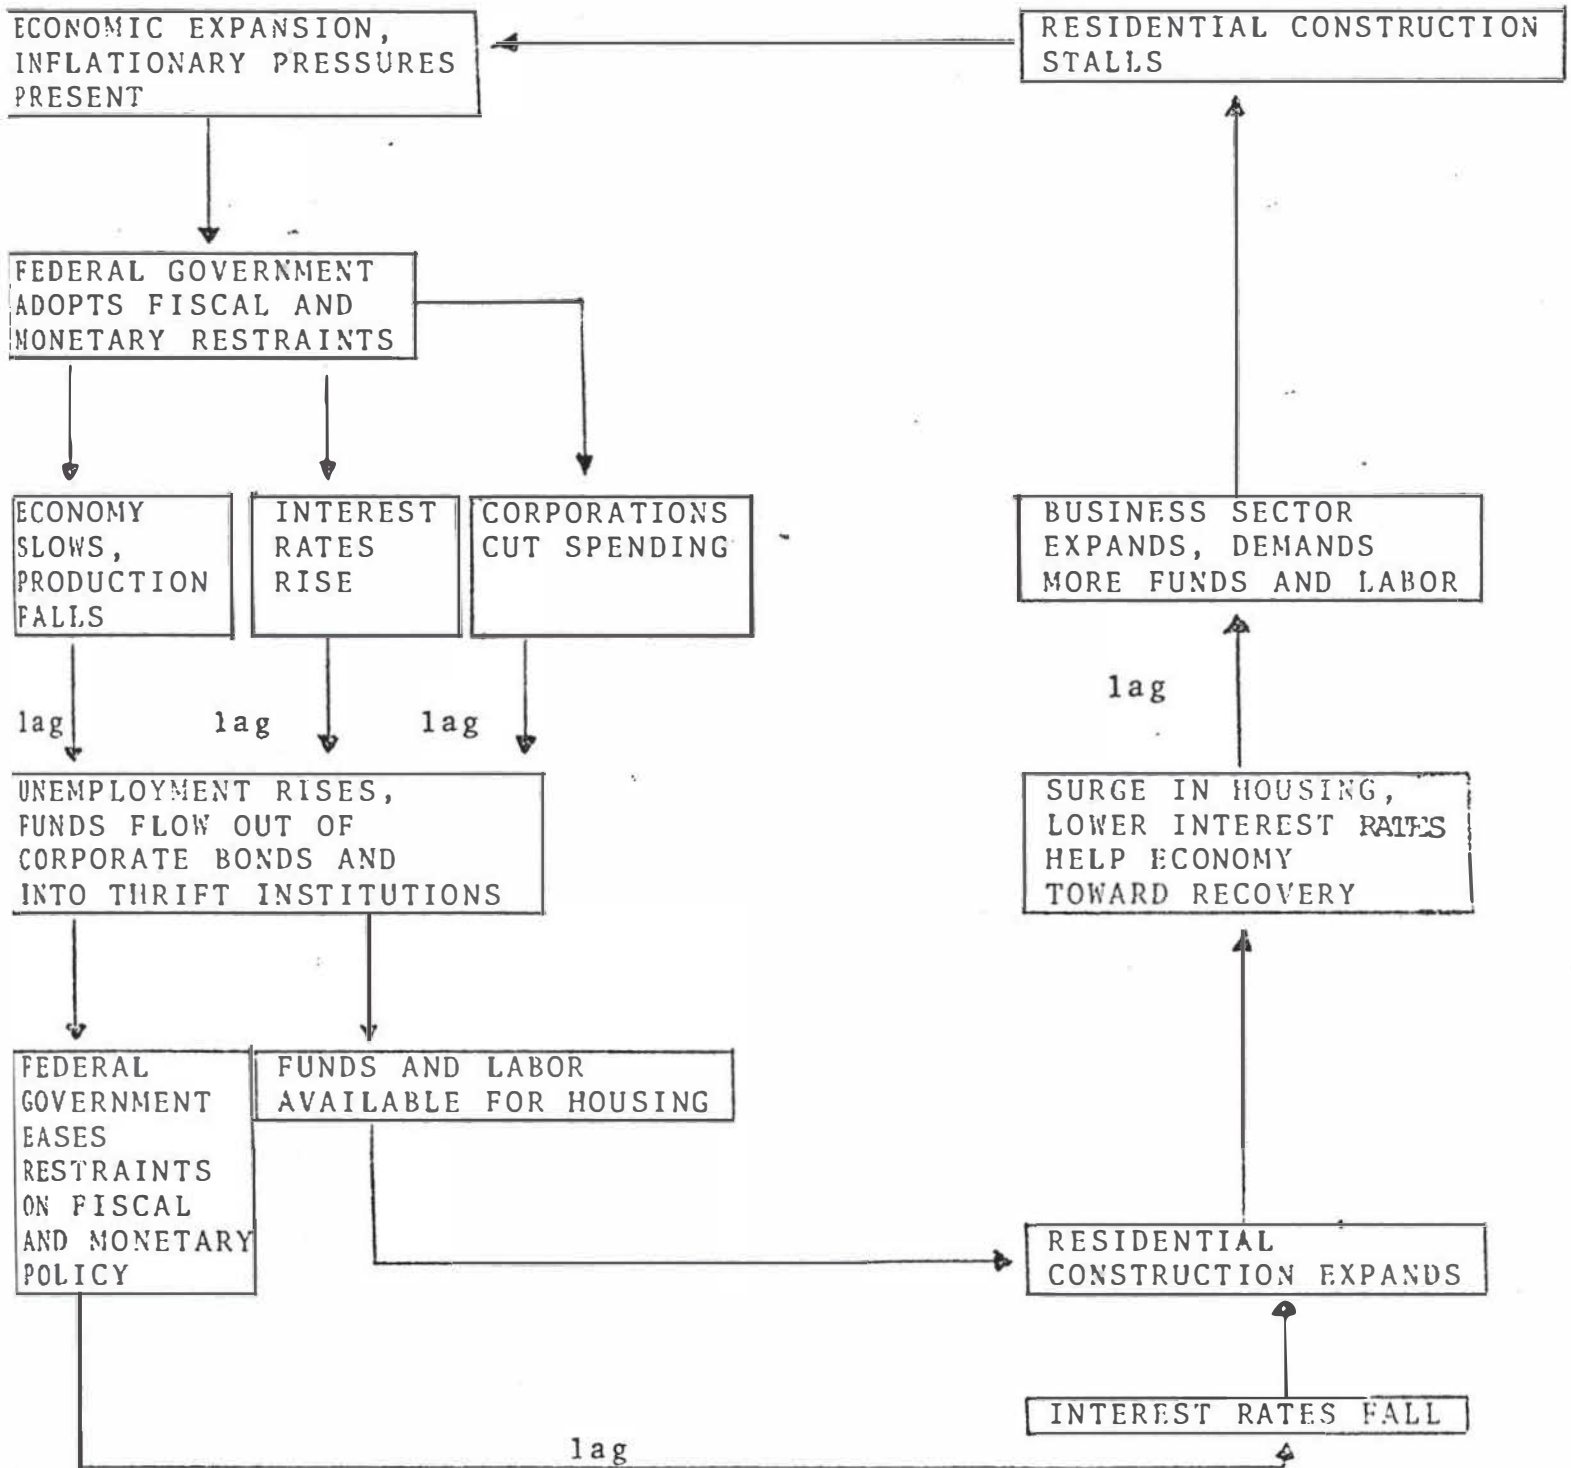 ECONOMIC EXPANSION,
INFLATIONARY PRESSURES
PRESENT
RESIDENTIAL CONSTRUCTION
STALLS
FEDERAL GOVERNMENT
ADOPTS FISCAL AND
MONETARY RESTRAINTS
ECONOMY
SLOWS,
PRODUCTION
FALLS
INTEREST
RATES
RISE
CORPORATIONS
CUT SPENDING
BUSINESS SECTOR
EXPANDS, DEMANDS
MORE FUNDS AND LABOR
lag
lag
lag
lag
UNEMPLOYMENT RISES,
FUNDS FLOW OUT OF
CORPORATE BONDS AND
INTO THRIFT INSTITUTIONS
SURGE IN HOUSING,
LOWER INTEREST RATES
HELP ECONOMY
TOWARD RECOVERY
FEDERAL
GOVERNMENT
EASES
RESTRAINTS
ON FISCAL
AND MONETARY
POLICY
FUNDS AND LABOR
AVAILABLE FOR HOUSING
RESIDENTIAL
CONSTRUCTION EXPANDS
INTEREST RATES FALL
lag